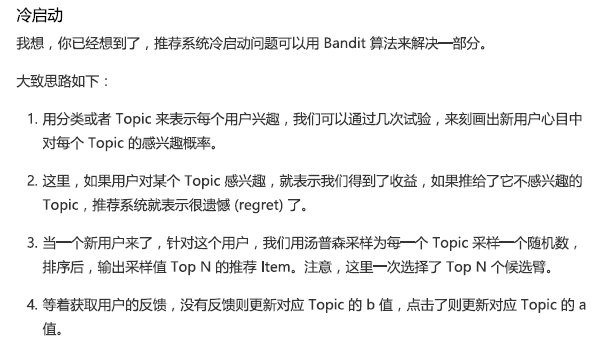 冷启动
我想，你已经想到了，推荐系统冷启动问题可以用 Bandit 算法来解决一部分。
大致思路如下：
1. 用分类或者 Topic 来表示每个用户兴趣，我们可以通过几次试验，来刻画出新用户心目中
对每个 Topic 的感兴趣概率。
2. 这里，如果用户对某个 Topic 感兴趣，就表示我们得到了收益，如果推给了它不感兴趣的
Topic，推荐系统就表示很遗憾 (regret) 了。
3. 当一个新用户来了，针对这个用户，我们用汤普森采样为每一个 Topic 采样一个随机数，
排序后，输出采样值 Top N 的推荐 Item。注意，这里一次选择了 Top N 个候选臂。
4. 等着获取用户的反馈，没有反馈则更新对应 Topic 的 b 值，点击了则更新对应 Topic 的 a
值。